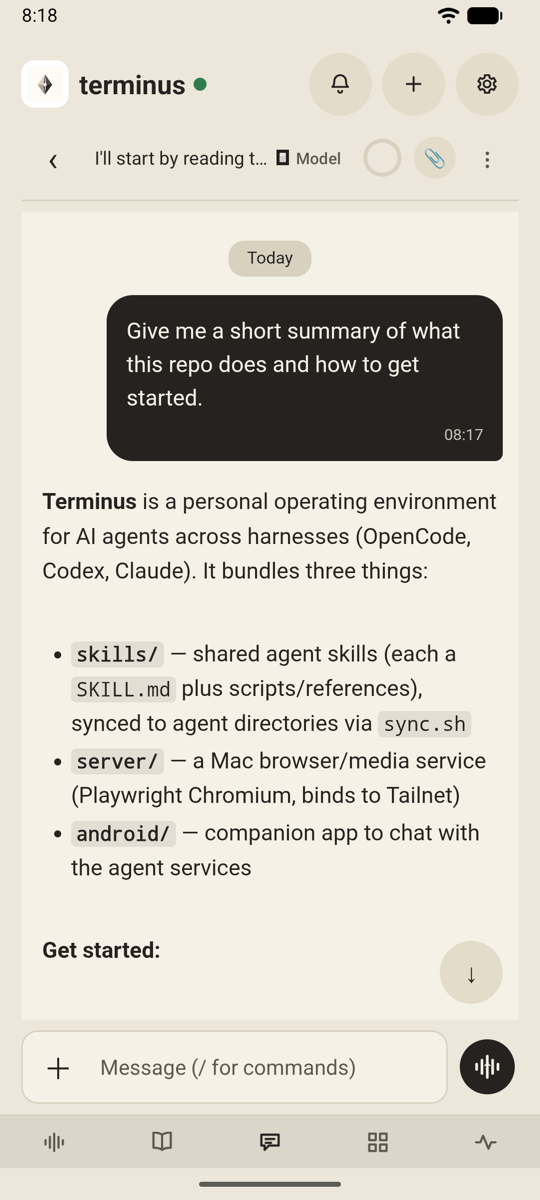 8:18
terminus
I'll start by reading t... Model
Today
Give me a short summary of what
this repo does and how to get
started.
08:17
Terminus is a personal operating environment
for AI agents across harnesses (OpenCode,
Codex, Claude). It bundles three things:
• skills/ — shared agent skills (each a
SKILL.md plus scripts/references),
synced to agent directories via sync.sh
• server/ — a Mac browser/media service
(Playwright Chromium, binds to Tailnet)
• android/ — companion app to chat with
the agent services
Get started:
Message (/ for commands)